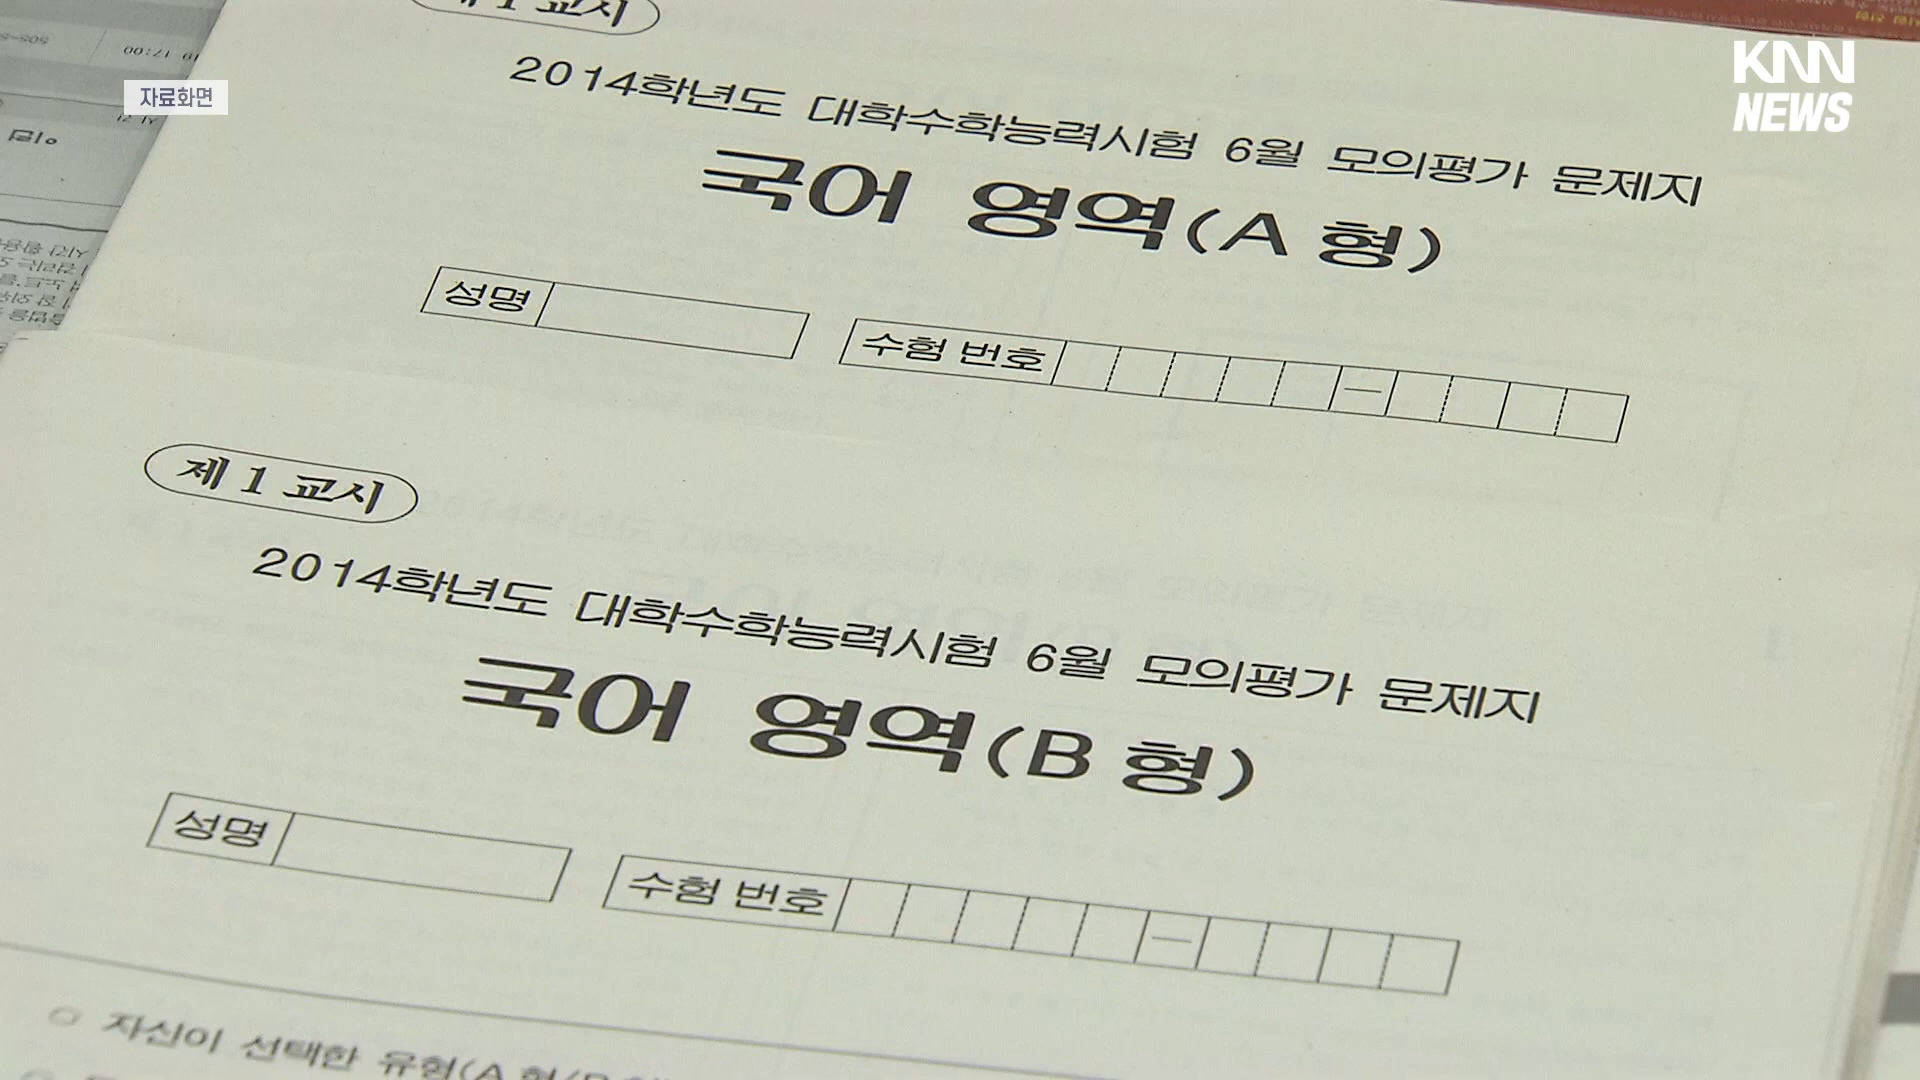 KNN
NEWS
자료화면
제 1 교시
2014학년도 대학수학능력시험 6월 모의평가 문제지
국어 영역(A 형)
성명
수험 번호 —
제 1 교시
2014학년도 대학수학능력시험 6월 모의평가 문제지
국어 영역(B 형)
성명
수험 번호 —
○ 자신이 선택한 유형(A